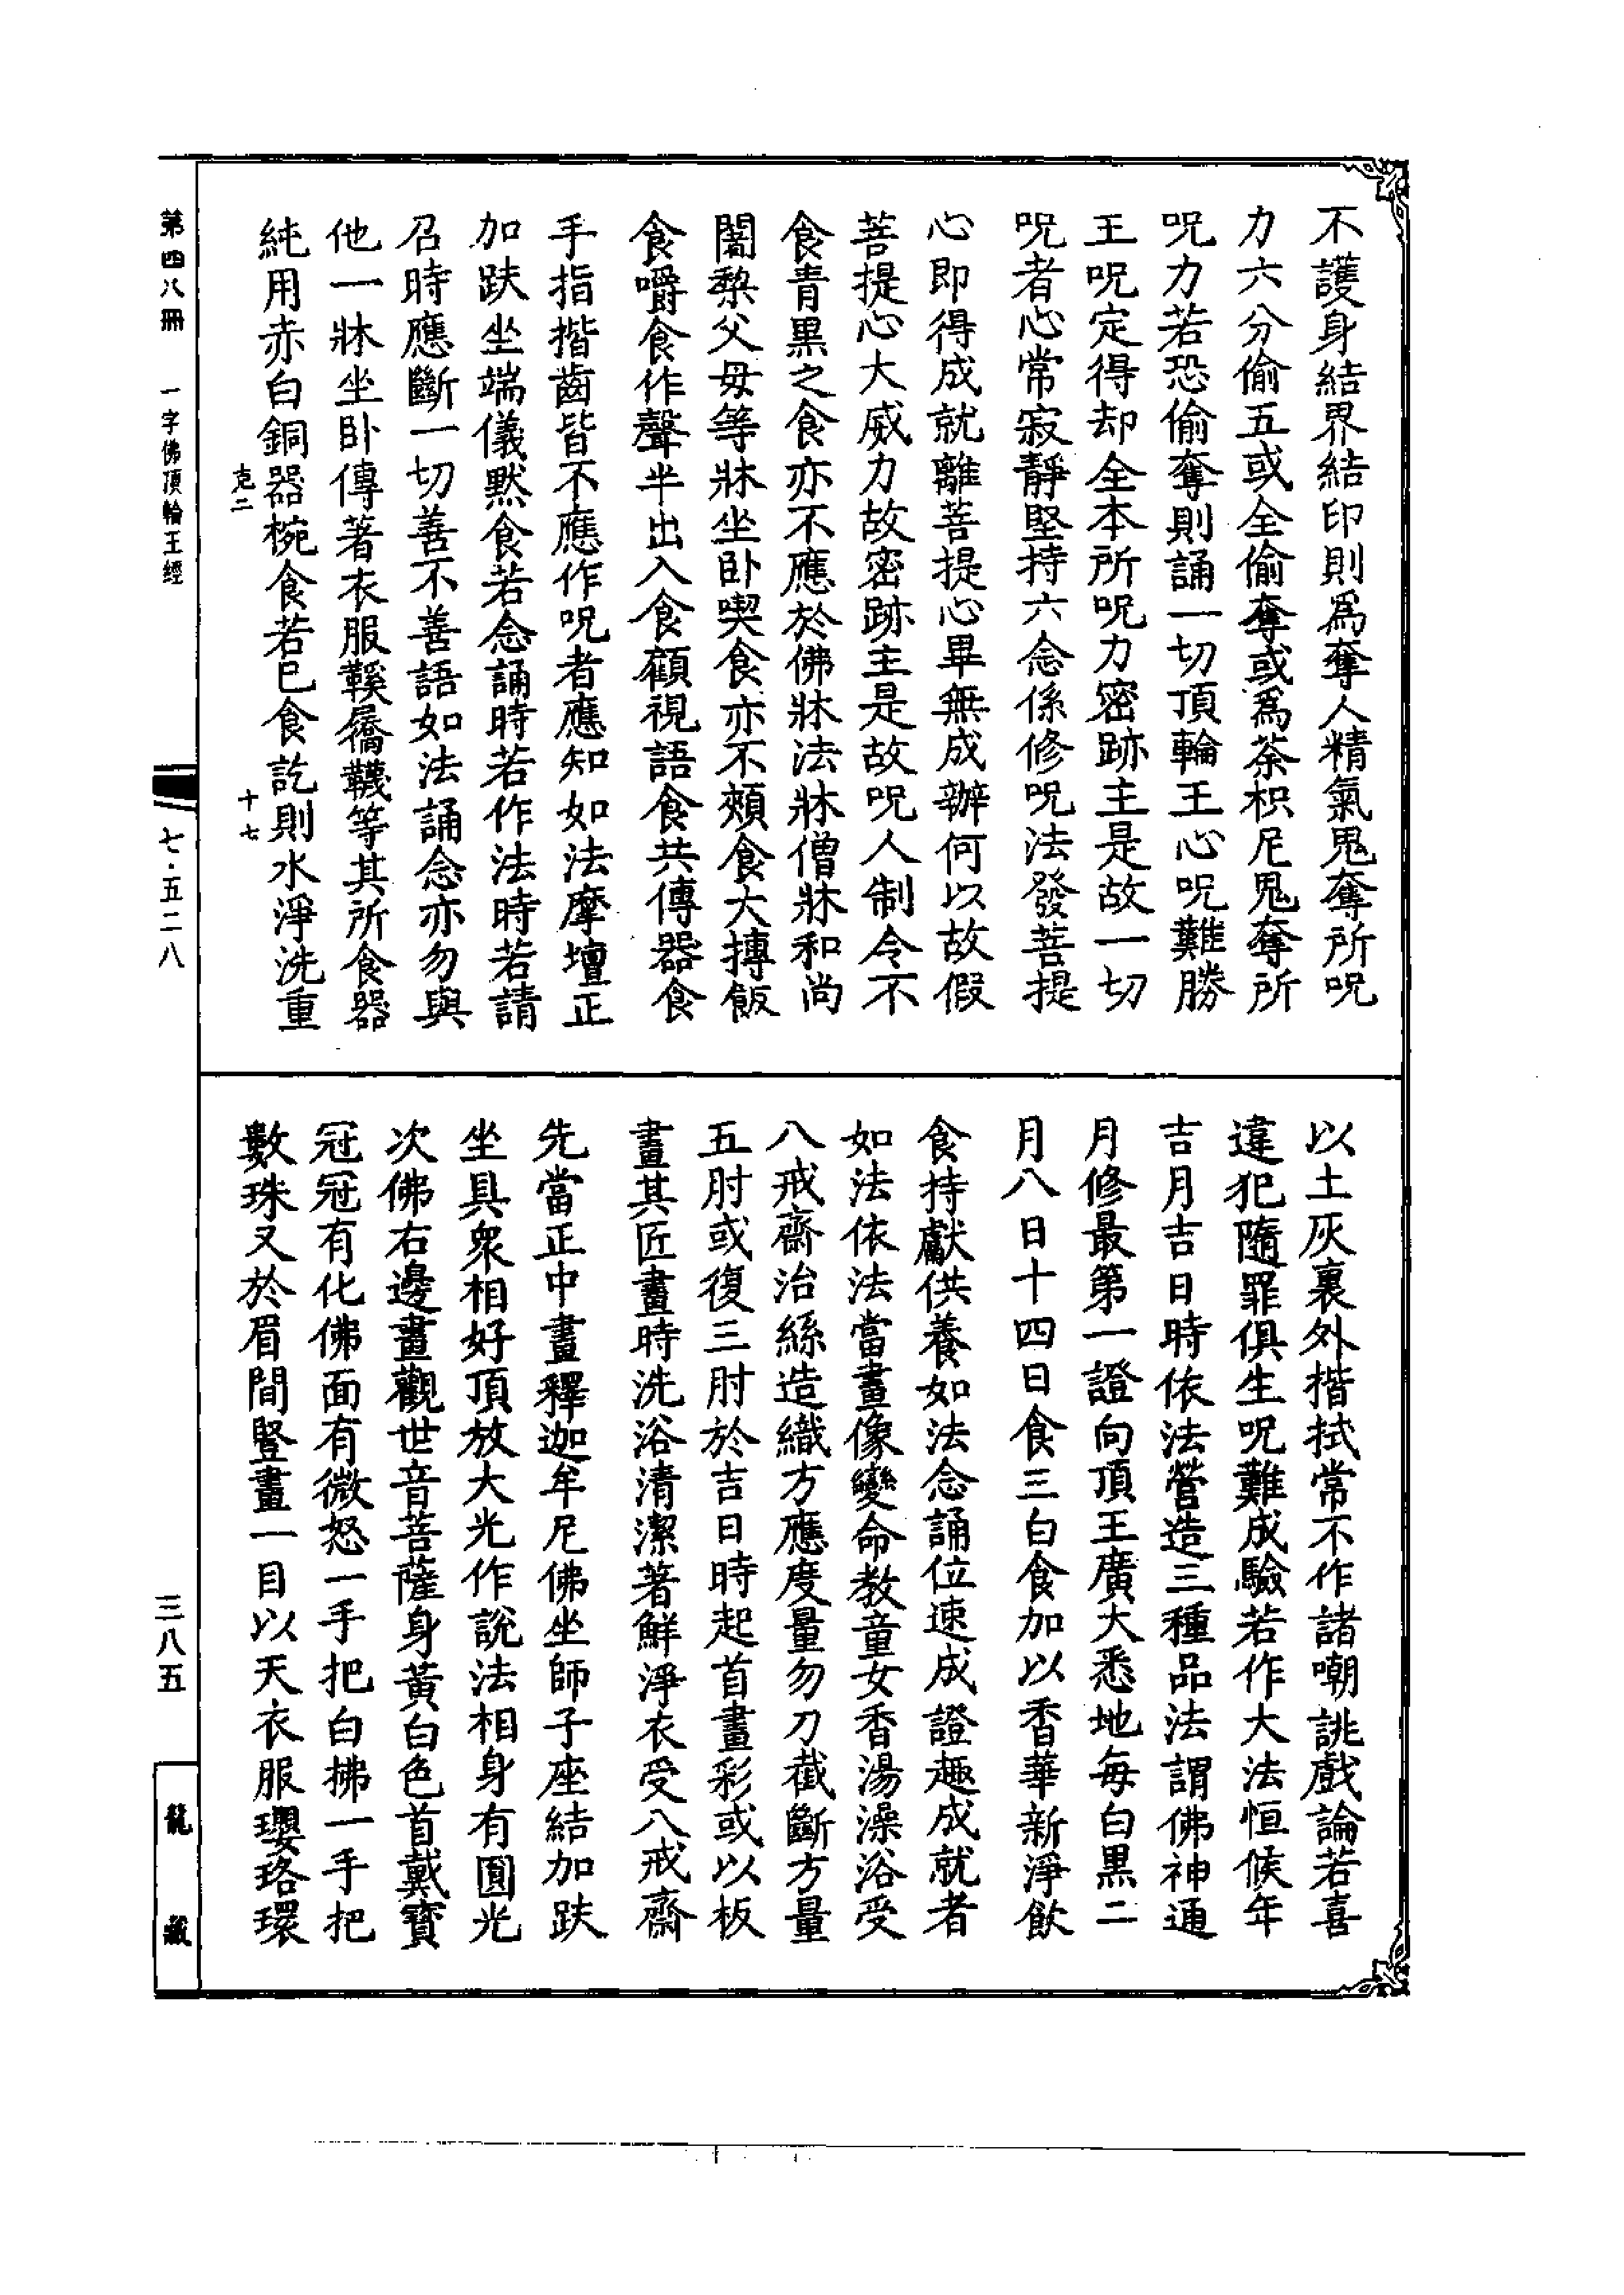 不護身結界結印則為奪人精氣鬼奪所呪
力六分偷五或全偷奪或為荼枳尼鬼奪所
呪力若恐偷奪則誦一切頂輪王心呪難勝
王呪定得却全本所呪力密跡主是故一切
呪者心常寂靜堅持六念係修呪法發菩提
心即得成就離菩提心畢無成辦何以故假
菩提心大威力故密跡主是故呪人制令不
食青黑之食亦不應於佛牀法牀僧牀和尚
闍棃父母等牀坐卧喫食亦不頰食大摶飯
食嚼食作聲半出入食顧視語食共傳器食
手指揩齒皆不應作呪者應知如法摩壇正
加趺坐端儀默食若念誦時若作法時若請
召時應斷一切善不善語如法誦念亦勿與
他一牀坐卧傳著衣服鞵屩韈等其所食器
純用赤白銅器椀食若巳食訖則水淨洗重
以土灰裏外揩拭常不作諸嘲誂戲論若喜
違犯隨罪俱生呪難成驗若作大法恒候年
吉月吉日時依法營造三種品法謂佛神通
月修最第一證向頂王廣大悉地每白黑二
月八日十四日食三白食加以香華新淨飲
食持獻供養如法念誦位速成證趣成就者
如法依法當畫像變命教童女香湯澡浴受
八戒齋治絲造織方應度量勿刀截斷方量
五肘或復三肘於吉日時起首畫彩或以板
畫其匠畫時洗浴清潔著鮮淨衣受八戒齋
先當正中畫釋迦牟尼佛坐師子座結加趺
坐具眾相好頂放大光作說法相身有圓光
次佛右邊畫觀世音菩薩身黃白色首戴寶
冠冠有化佛面有微怒一手把白拂一手把
數珠又於眉間豎畫一目以天衣服瓔珞環
克二 十七
第四八冊 一字佛頂輪王經 七·五二八 三八五 龍藏